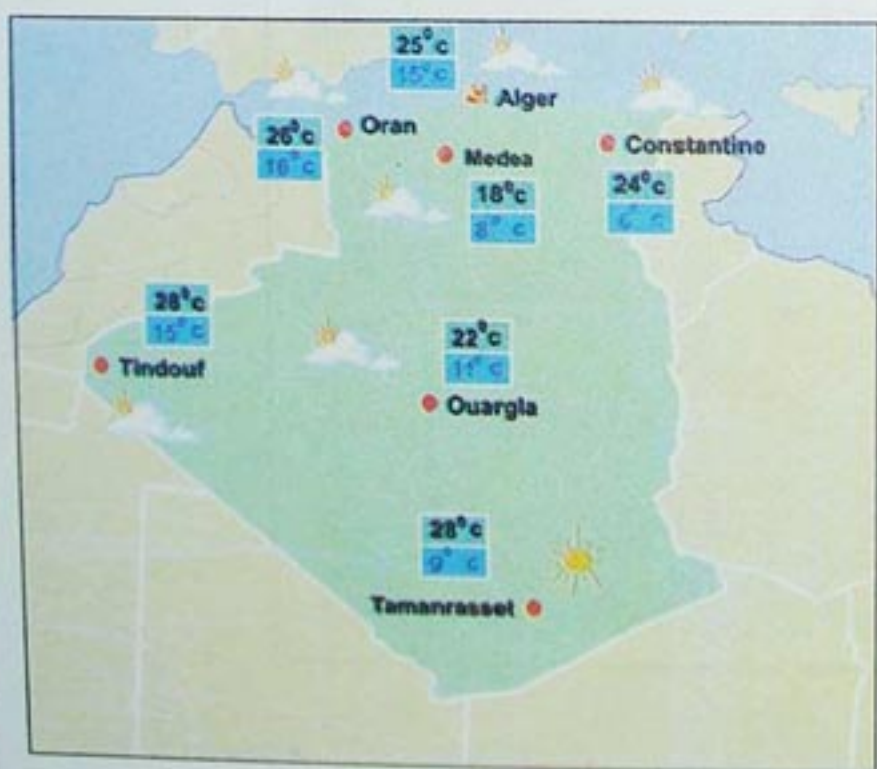 25°c
15°c
Alger
Oran
26°c
16°c
Medea
18°c
8° c
Constantine
24°c
6° c
28°c
15°c
Tindouf
22°c
11°c
Ouargla
28°c
9° c
Tamanrasset